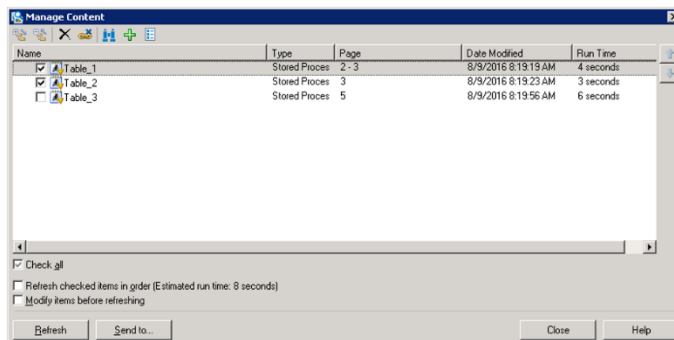 Manage Content
Name Type Page Date Modified Run Time
Table_1 Stored Proces 2 - 3 8/9/2016 8:19:19 AM 4 seconds
Table_2 Stored Proces 3 8/9/2016 8:19:23 AM 3 seconds
Table_3 Stored Proces 5 8/9/2016 8:19:56 AM 6 seconds
Check all
Refresh checked items in order (Estimated run time: 8 seconds)
Modify items before refreshing
Refresh Send to... Close Help